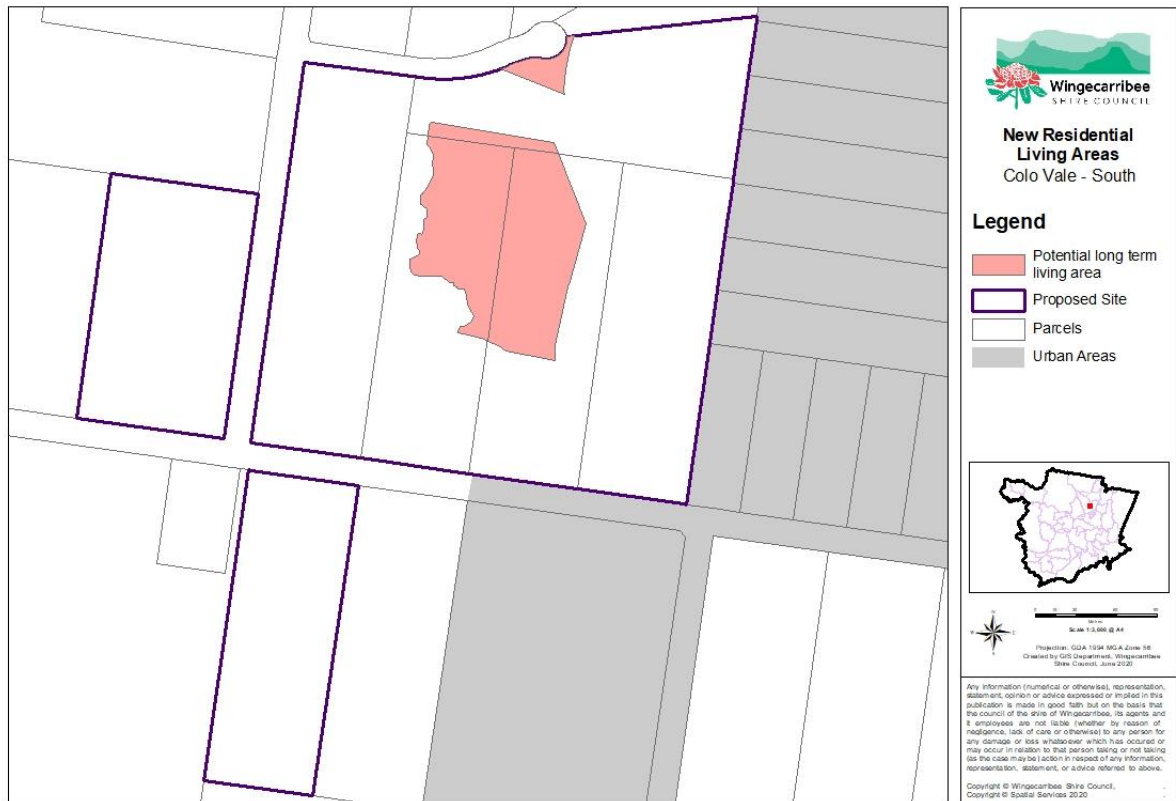 Wingecarribee
SHIRE COUNCIL
New Residential
Living Areas
Colo Vale - South
Legend
Potential long term
living area
Proposed Site
Parcels
Urban Areas
Scale 1:3,000 @ A4
Projection: GDA 1994 MGA Zone 56
Created by GIS Department, Wingecarribee
Shire Council, June 2020
Any information (numerical or otherwise), representation,
statement, opinion or advice expressed or implied in this
publication is made in good faith but on the basis that
the council of the shire of Wingecarribee, its agents and
it employees are not liable (whether by reason of
negligence, lack of care or otherwise) to any person for
any damage or loss whatsoever which has occured or
may occur in relation to that person taking or not taking
(as the case may be) action in respect of any information,
representation, statement, or advice referred to above.
Copyright © Wingecarribee Shire Council,
Copyright © Spatial Services 2020